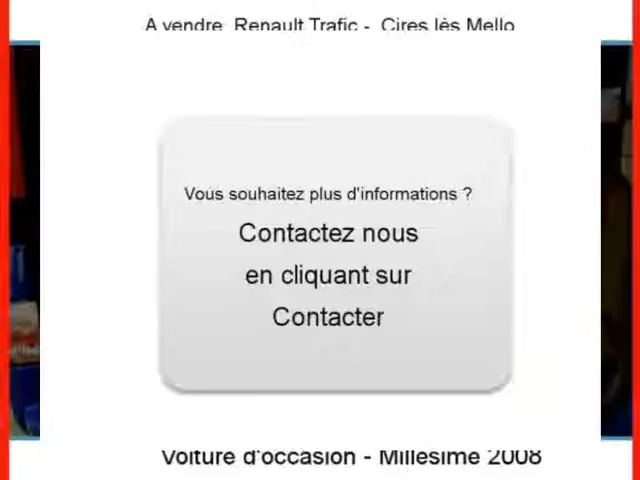 A vendre Renault Trafic - Cires lès Mello
Vous souhaitez plus d'informations ?
Contactez nous
en cliquant sur
Contacter
Voiture d'occasion - Millesime 2008